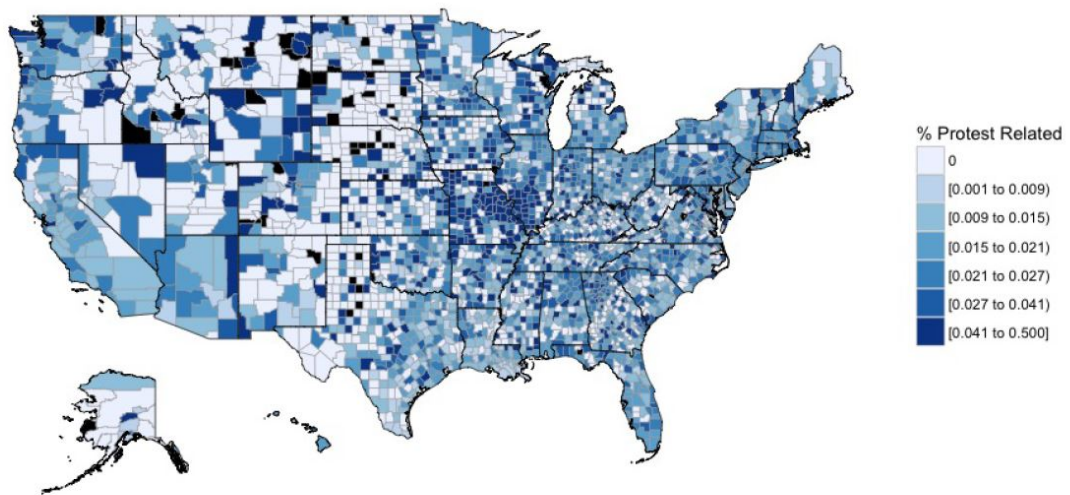 % Protest Related
0
[0.001 to 0.009)
[0.009 to 0.015)
[0.015 to 0.021)
[0.021 to 0.027)
[0.027 to 0.041)
[0.041 to 0.500]